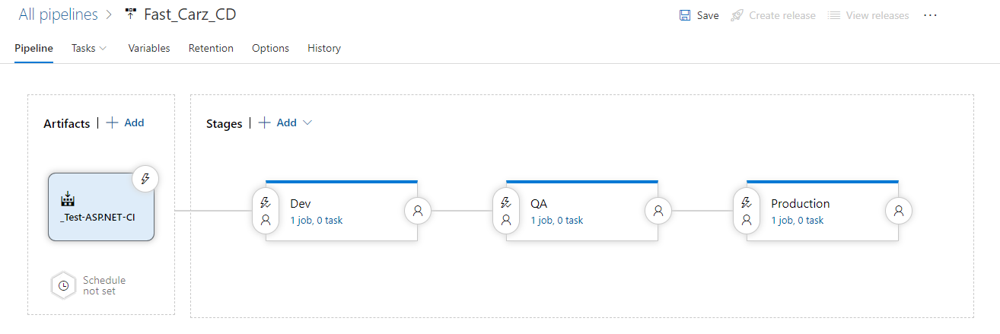 All pipelines > Fast_Carz_CD
Save Create release View releases ...
Pipeline Tasks Variables Retention Options History
Artifacts | + Add
Stages | + Add
_Test-ASP.NET-CI
Dev
1 job, 0 task
QA
1 job, 0 task
Production
1 job, 0 task
Schedule
not set